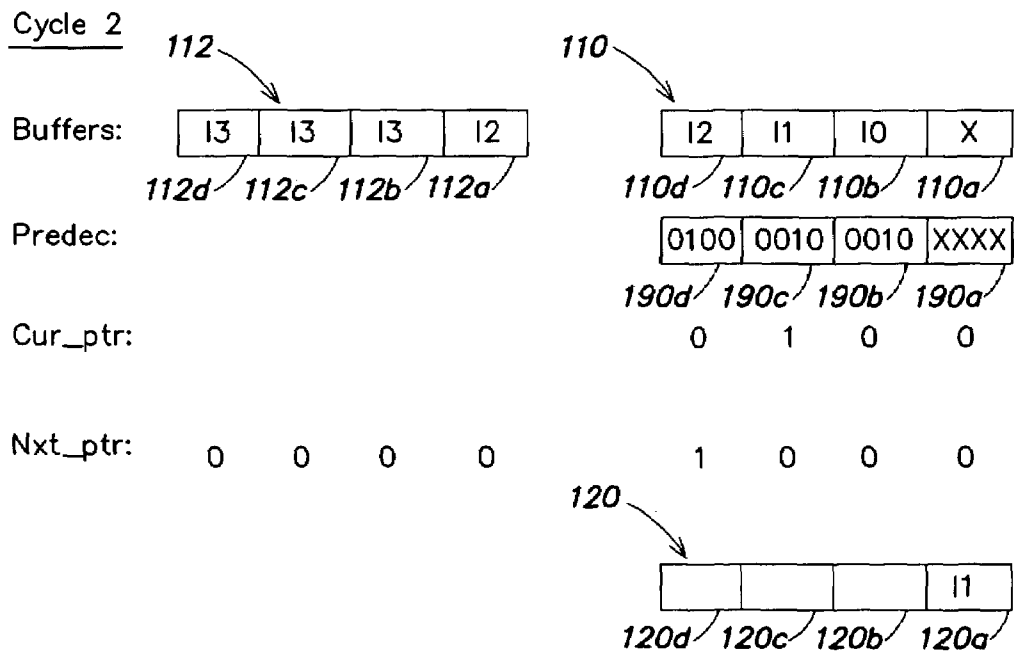 Cycle 2
112 110
Buffers: I3 I3 I3 I2 I2 I1 I0 X
112d 112c 112b 112a 110d 110c 110b 110a
Predec: 0100 0010 0010 XXXX
190d 190c 190b 190a
Cur_ptr: 0 1 0 0
Nxt_ptr: 0 0 0 0 1 0 0 0
120
I1
120d 120c 120b 120a